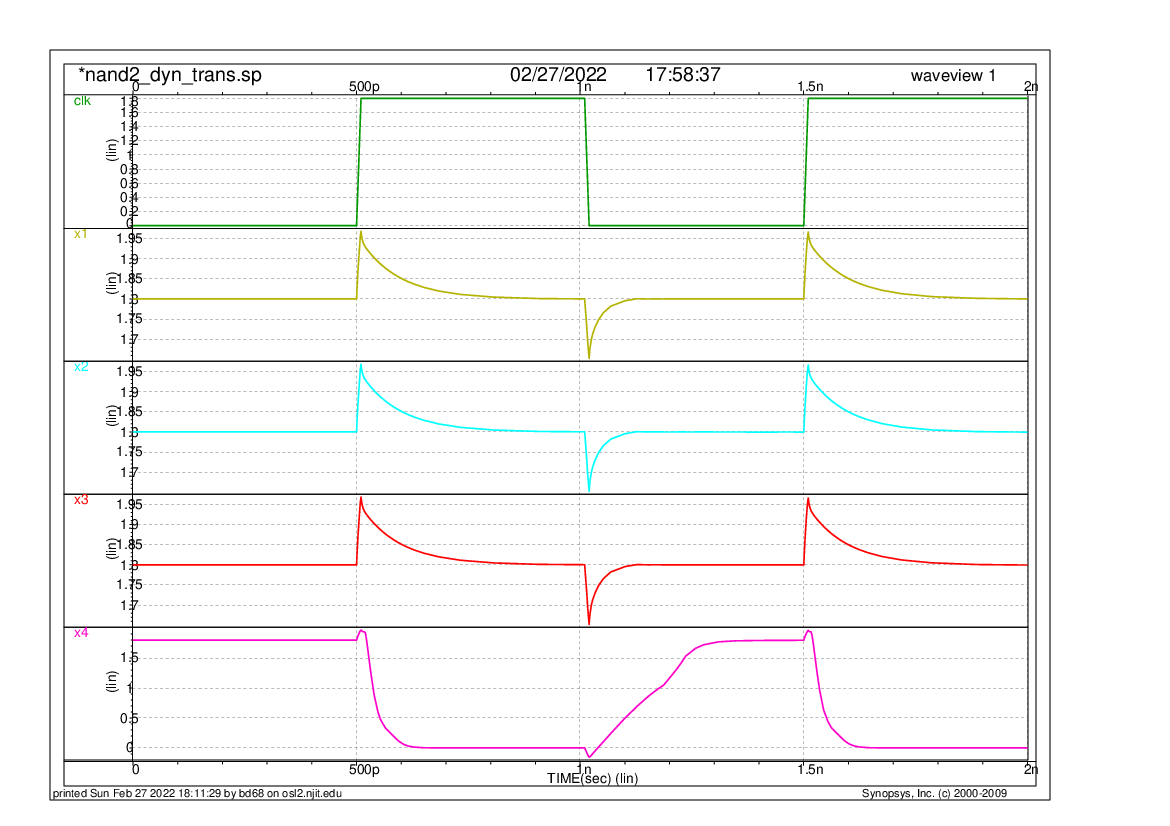 *nand2_dyn_trans.sp 02/27/2022 17:58:37 waveview 1
0 500p 1n 1.5n 2n
clk
(lin)
1.8
1.6
1.4
1.2
1
0.8
0.6
0.4
0.2
0
x1
(lin)
1.95
1.9
1.85
1.8
1.75
1.7
x2
(lin)
1.95
1.9
1.85
1.8
1.75
1.7
x3
(lin)
1.95
1.9
1.85
1.8
1.75
1.7
x4
(lin)
1.5
1
0.5
0
0 500p 1n 1.5n 2n
TIME(sec) (lin)
printed Sun Feb 27 2022 18:11:29 by bd68 on osl2.njit.edu Synopsys, Inc. (c) 2000-2009